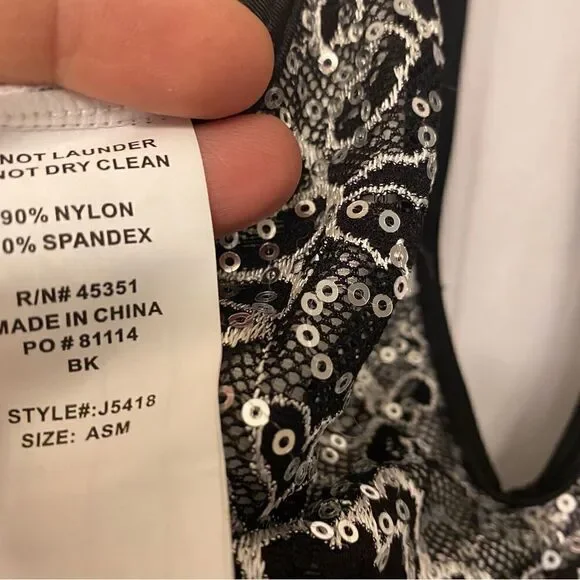 NOT LAUNDER
NOT DRY CLEAN
90% NYLON
0% SPANDEX
R/N# 45351
MADE IN CHINA
PO # 81114
BK
STYLE#:J5418
SIZE: ASM